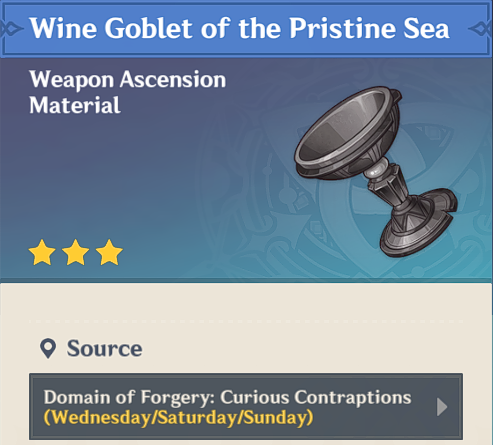 Wine Goblet of the Pristine Sea
Weapon Ascension
Material
Source
Domain of Forgery: Curious Contraptions
(Wednesday/Saturday/Sunday)